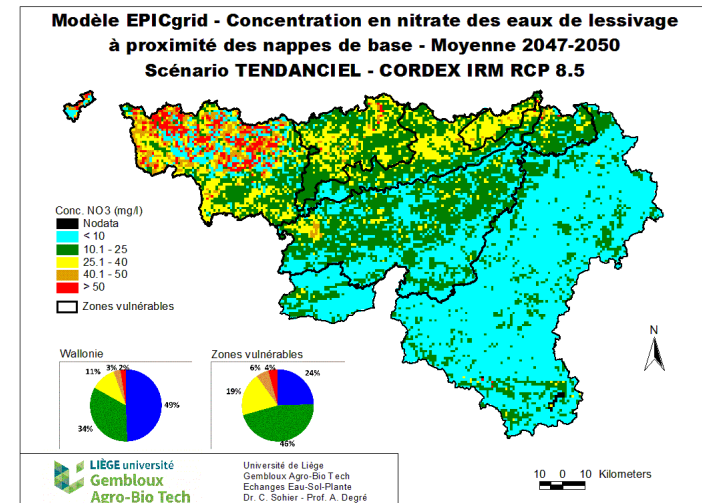 Modèle EPICgrid - Concentration en nitrate des eaux de lessivage
à proximité des nappes de base - Moyenne 2047-2050
Scénario TENDANCIEL - CORDEX IRM RCP 8.5
Conc. NO3 (mg/l)
Nodata
< 10
10.1 - 25
25.1 - 40
40.1 - 50
> 50
Zones vulnérables
N
Wallonie
11%
3%
2%
49%
34%
Zones vulnérables
6%
4%
24%
19%
46%
10 0 10 Kilometers
LIÈGE université
Gembloux
Agro-Bio Tech
Université de Liège
Gembloux Agro-Bio Tech
Echanges Eau-Sol-Plante
Dr. C. Sohier - Prof. A. Degré